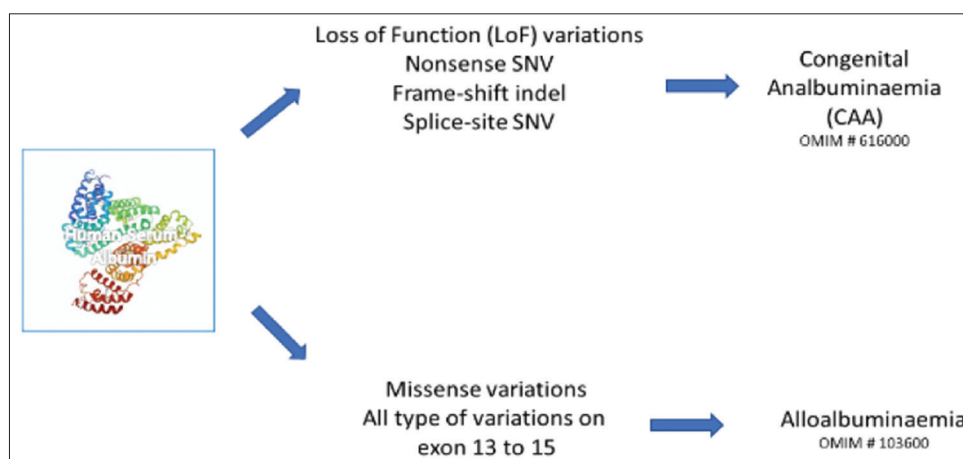 Loss of Function (LoF) variations
Nonsense SNV
Frame-shift indel
Splice-site SNV
Congenital
Analbuminaemia
(CAA)
OMIM # 616000
Human Serum
Albumin
Missense variations
All type of variations on
exon 13 to 15
Alloalbuminaemia
OMIM # 103600